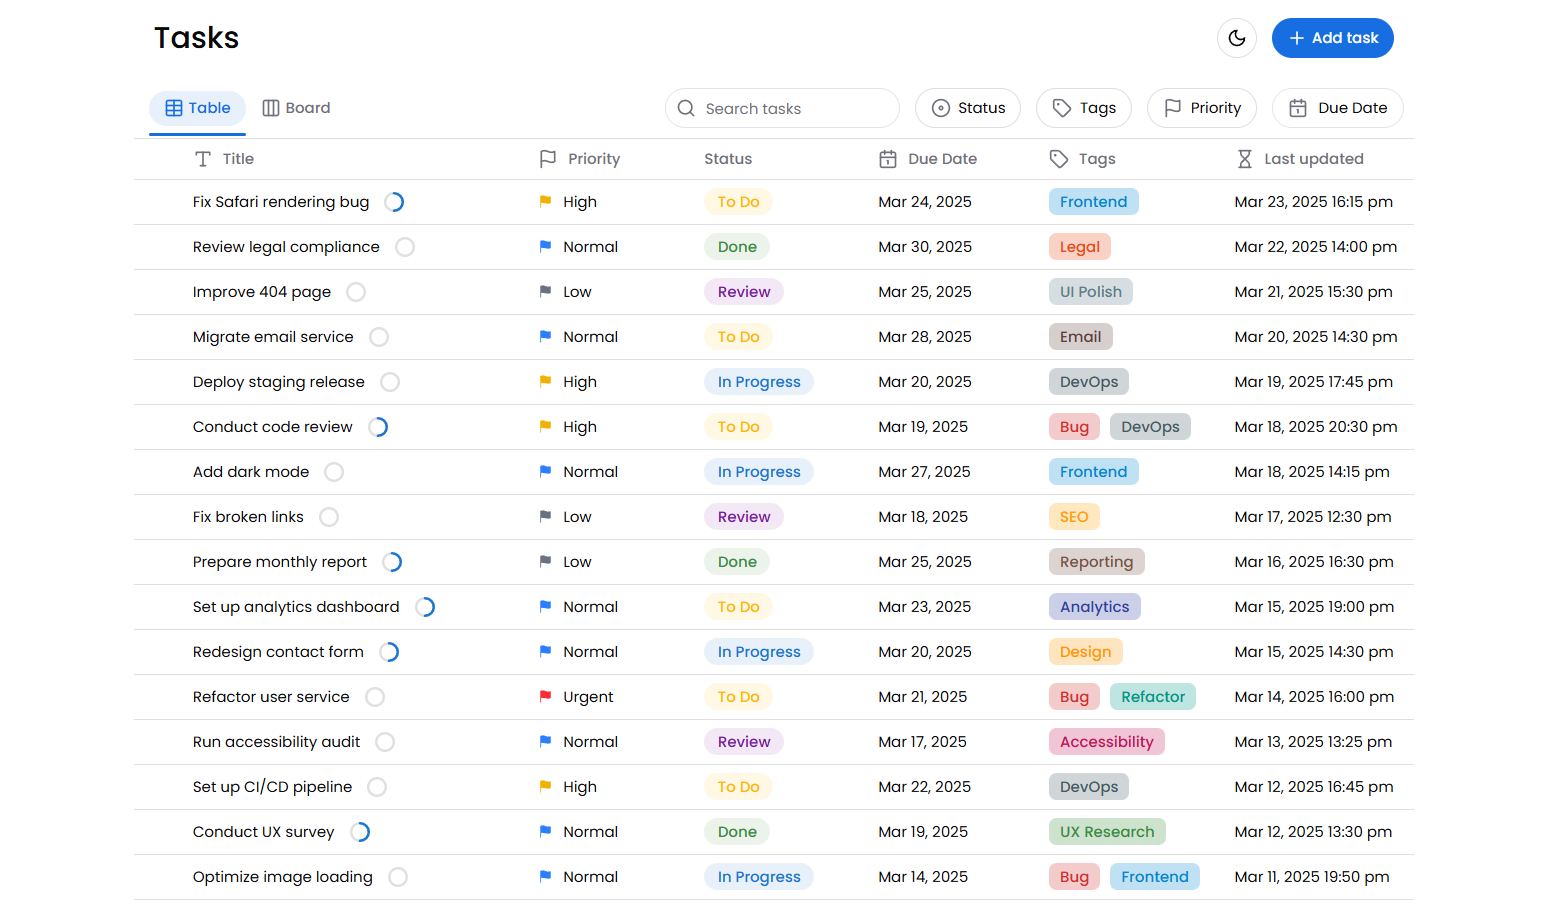 Tasks
Add task
Table Board Search tasks Status Tags Priority Due Date
Title Priority Status Due Date Tags Last updated
Fix Safari rendering bug High To Do Mar 24, 2025 Frontend Mar 23, 2025 16:15 pm
Review legal compliance Normal Done Mar 30, 2025 Legal Mar 22, 2025 14:00 pm
Improve 404 page Low Review Mar 25, 2025 UI Polish Mar 21, 2025 15:30 pm
Migrate email service Normal To Do Mar 28, 2025 Email Mar 20, 2025 14:30 pm
Deploy staging release High In Progress Mar 20, 2025 DevOps Mar 19, 2025 17:45 pm
Conduct code review High To Do Mar 19, 2025 Bug DevOps Mar 18, 2025 20:30 pm
Add dark mode Normal In Progress Mar 27, 2025 Frontend Mar 18, 2025 14:15 pm
Fix broken links Low Review Mar 18, 2025 SEO Mar 17, 2025 12:30 pm
Prepare monthly report Low Done Mar 25, 2025 Reporting Mar 16, 2025 16:30 pm
Set up analytics dashboard Normal To Do Mar 23, 2025 Analytics Mar 15, 2025 19:00 pm
Redesign contact form Normal In Progress Mar 20, 2025 Design Mar 15, 2025 14:30 pm
Refactor user service Urgent To Do Mar 21, 2025 Bug Refactor Mar 14, 2025 16:00 pm
Run accessibility audit Normal Review Mar 17, 2025 Accessibility Mar 13, 2025 13:25 pm
Set up CI/CD pipeline High To Do Mar 22, 2025 DevOps Mar 12, 2025 16:45 pm
Conduct UX survey Normal Done Mar 19, 2025 UX Research Mar 12, 2025 13:30 pm
Optimize image loading Normal In Progress Mar 14, 2025 Bug Frontend Mar 11, 2025 19:50 pm